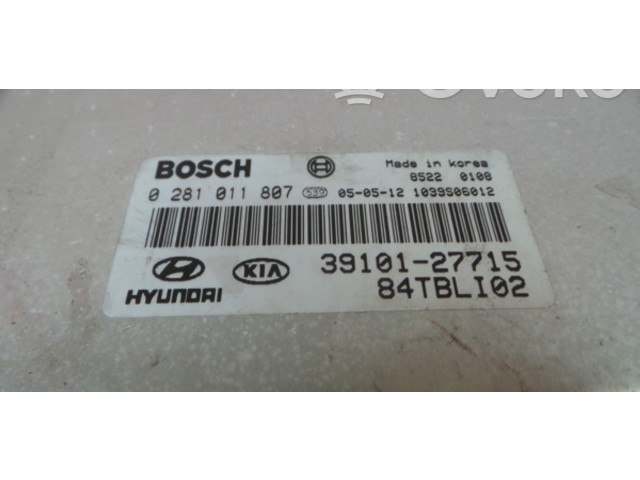 BOSCH
Made in Korea
8522 0108
0 281 011 807 539 05-05-12 1039S06012
HYUNDAI KIA 39101-27715
84TBLI02